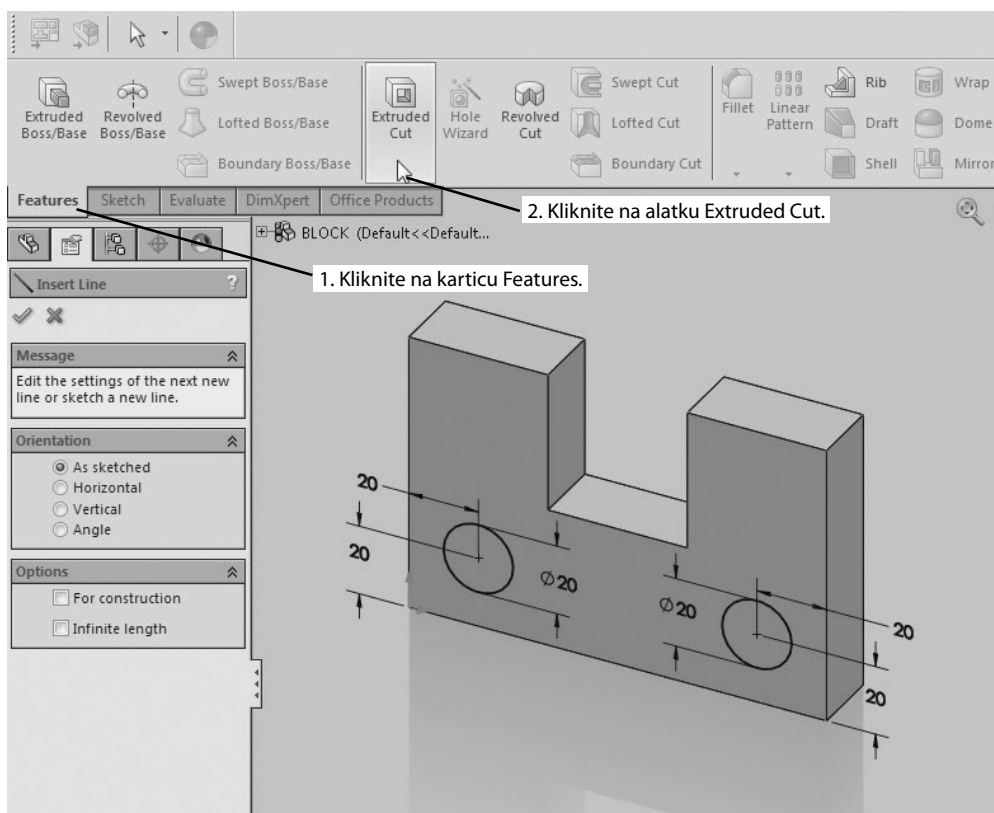 Extruded Boss/Base
Revolved Boss/Base
Swept Boss/Base
Lofted Boss/Base
Boundary Boss/Base
Extruded Cut
Hole Wizard
Revolved Cut
Swept Cut
Lofted Cut
Boundary Cut
Fillet
Linear Pattern
Rib
Draft
Shell
Wrap
Dome
Mirror
Features
Sketch
Evaluate
DimXpert
Office Products
2. Kliknite na alatku Extruded Cut.
BLOCK (Default<<Default...
1. Kliknite na karticu Features.
Insert Line
?
Message
Edit the settings of the next new
line or sketch a new line.
Orientation
As sketched
Horizontal
Vertical
Angle
Options
For construction
Infinite length
20
20
⌀20
⌀20
20
20